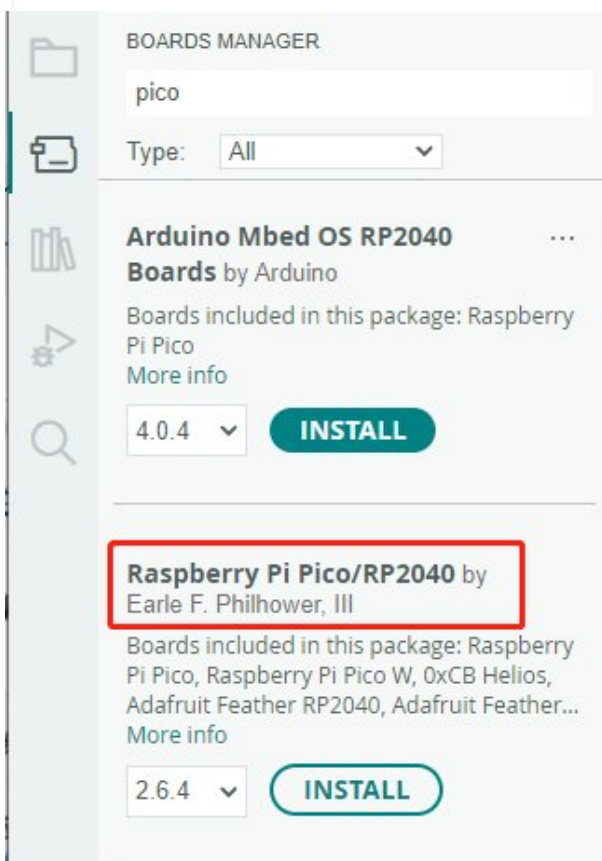 BOARDS MANAGER
pico
Type: All
Arduino Mbed OS RP2040
Boards by Arduino
Boards included in this package: Raspberry
Pi Pico
More info
4.0.4 INSTALL
Raspberry Pi Pico/RP2040 by
Earle F. Philhower, III
Boards included in this package: Raspberry
Pi Pico, Raspberry Pi Pico W, 0xCB Helios,
Adafruit Feather RP2040, Adafruit Feather...
More info
2.6.4 INSTALL